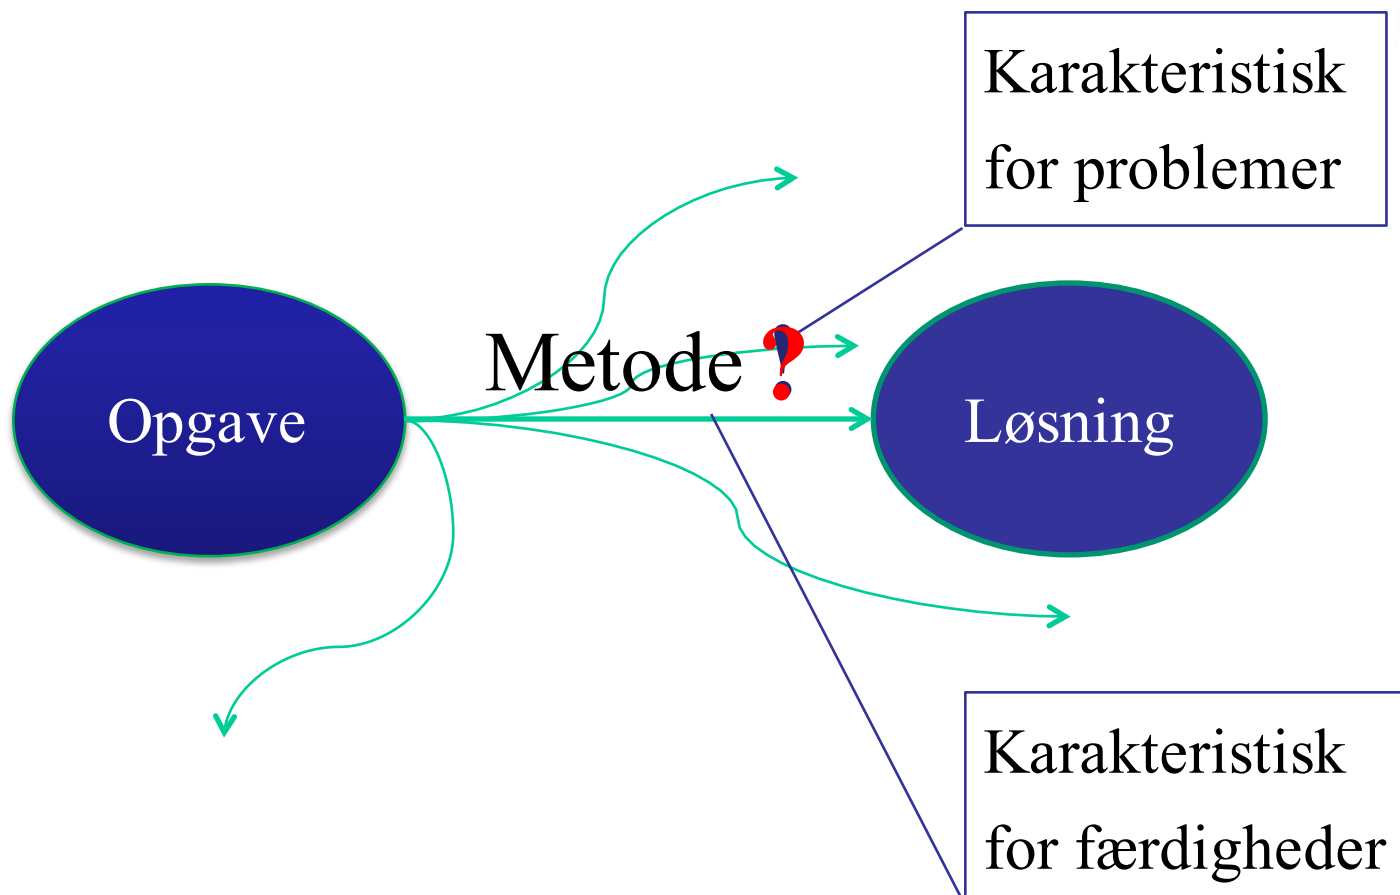 Karakteristisk
for problemer
Metode ?
Opgave
Løsning
Karakteristisk
for færdigheder